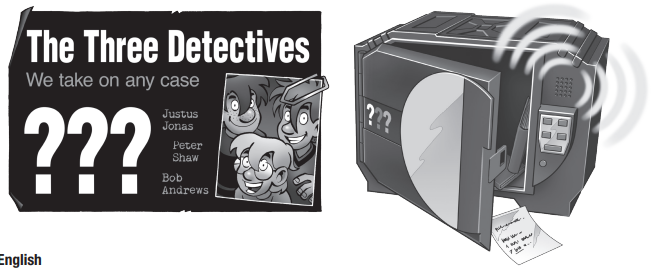 The Three Detectives
We take on any case
???
Justus
Jonas
Peter
Shaw
Bob
Andrews
???
English